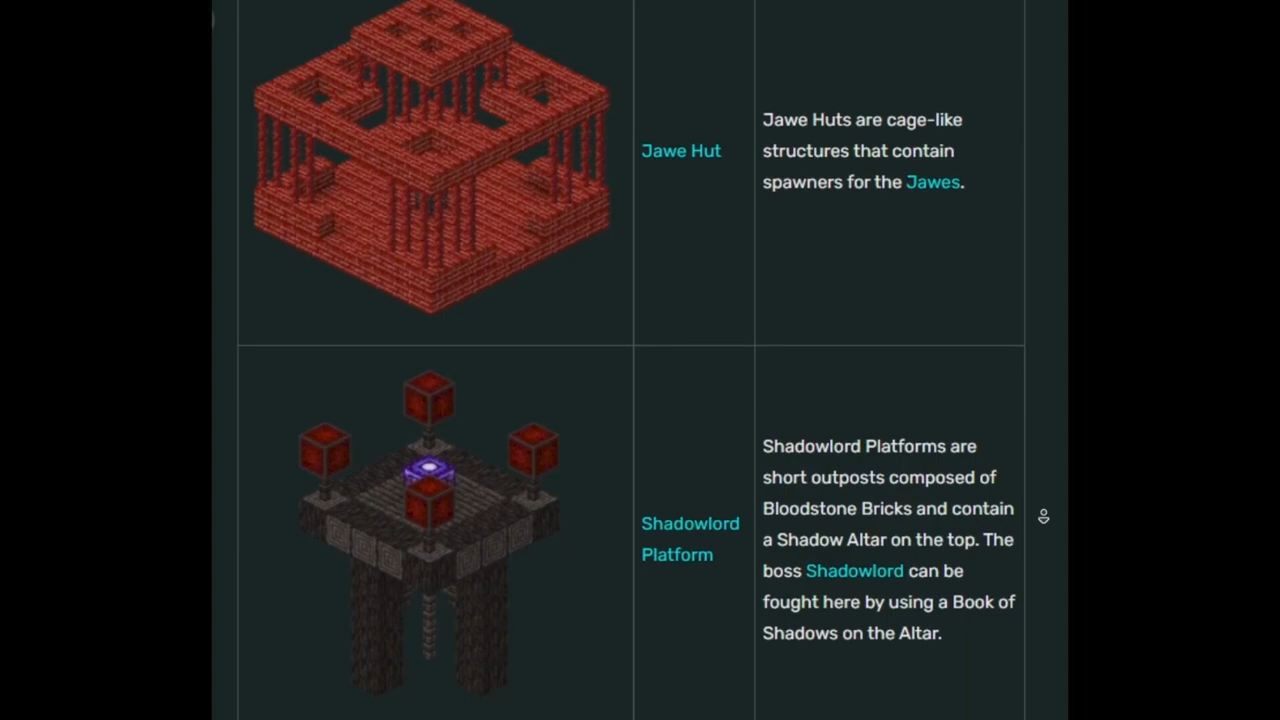 Jawe Hut
Jawe Huts are cage-like
structures that contain
spawners for the Jawes.
Shadowlord
Platform
Shadowlord Platforms are
short outposts composed of
Bloodstone Bricks and contain
a Shadow Altar on the top. The
boss Shadowlord can be
fought here by using a Book of
Shadows on the Altar.